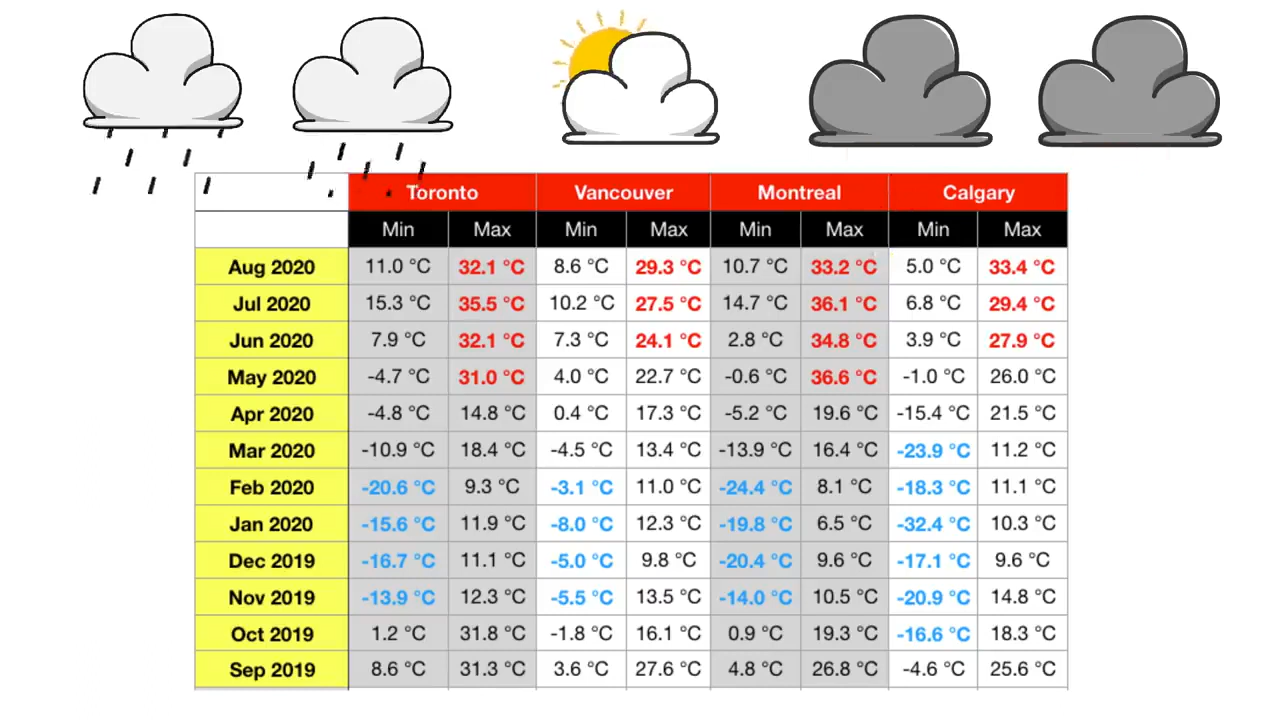 Toronto Vancouver Montreal Calgary
Min Max Min Max Min Max Min Max
Aug 2020 11.0 °C 32.1 °C 8.6 °C 29.3 °C 10.7 °C 33.2 °C 5.0 °C 33.4 °C
Jul 2020 15.3 °C 35.5 °C 10.2 °C 27.5 °C 14.7 °C 36.1 °C 6.8 °C 29.4 °C
Jun 2020 7.9 °C 32.1 °C 7.3 °C 24.1 °C 2.8 °C 34.8 °C 3.9 °C 27.9 °C
May 2020 -4.7 °C 31.0 °C 4.0 °C 22.7 °C -0.6 °C 36.6 °C -1.0 °C 26.0 °C
Apr 2020 -4.8 °C 14.8 °C 0.4 °C 17.3 °C -5.2 °C 19.6 °C -15.4 °C 21.5 °C
Mar 2020 -10.9 °C 18.4 °C -4.5 °C 13.4 °C -13.9 °C 16.4 °C -23.9 °C 11.2 °C
Feb 2020 -20.6 °C 9.3 °C -3.1 °C 11.0 °C -24.4 °C 8.1 °C -18.3 °C 11.1 °C
Jan 2020 -15.6 °C 11.9 °C -8.0 °C 12.3 °C -19.8 °C 6.5 °C -32.4 °C 10.3 °C
Dec 2019 -16.7 °C 11.1 °C -5.0 °C 9.8 °C -20.4 °C 9.6 °C -17.1 °C 9.6 °C
Nov 2019 -13.9 °C 12.3 °C -5.5 °C 13.5 °C -14.0 °C 10.5 °C -20.9 °C 14.8 °C
Oct 2019 1.2 °C 31.8 °C -1.8 °C 16.1 °C 0.9 °C 19.3 °C -16.6 °C 18.3 °C
Sep 2019 8.6 °C 31.3 °C 3.6 °C 27.6 °C 4.8 °C 26.8 °C -4.6 °C 25.6 °C